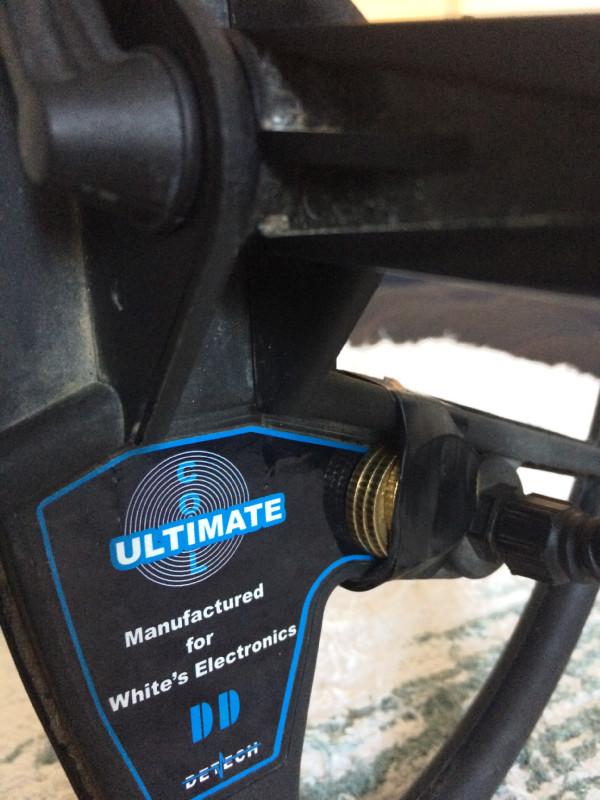 COIL
ULTIMATE
Manufactured
for
White's Electronics
DD
DETECH